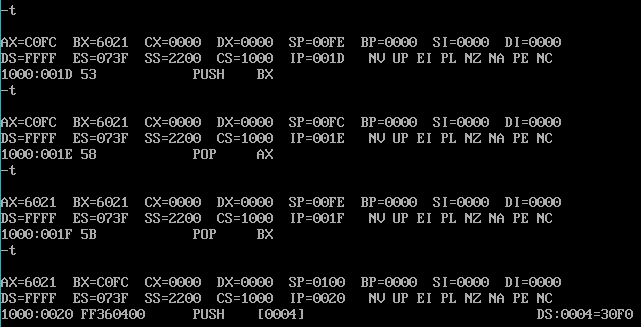 -t
AX=C0FC  BX=6021  CX=0000  DX=0000  SP=00FE  BP=0000  SI=0000  DI=0000
DS=FFFF  ES=073F  SS=2200  CS=1000  IP=001D   NV UP EI PL NZ NA PE NC
1000:001D 53            PUSH    BX
-t
AX=C0FC  BX=6021  CX=0000  DX=0000  SP=00FC  BP=0000  SI=0000  DI=0000
DS=FFFF  ES=073F  SS=2200  CS=1000  IP=001E   NV UP EI PL NZ NA PE NC
1000:001E 58            POP     AX
-t
AX=6021  BX=6021  CX=0000  DX=0000  SP=00FE  BP=0000  SI=0000  DI=0000
DS=FFFF  ES=073F  SS=2200  CS=1000  IP=001F   NV UP EI PL NZ NA PE NC
1000:001F 5B            POP     BX
-t
AX=6021  BX=C0FC  CX=0000  DX=0000  SP=0100  BP=0000  SI=0000  DI=0000
DS=FFFF  ES=073F  SS=2200  CS=1000  IP=0020   NV UP EI PL NZ NA PE NC
1000:0020 FF360400      PUSH    [0004]                             DS:0004=30F0